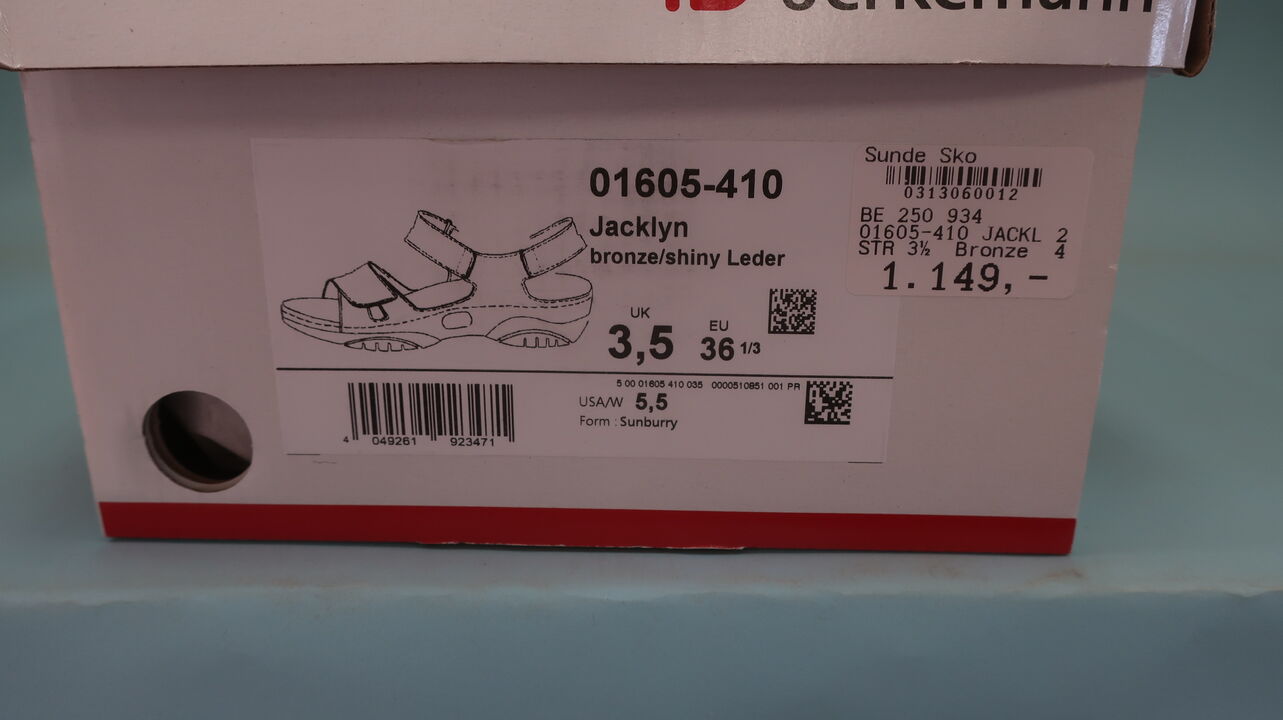 01605-410
Jacklyn
bronze/shiny Leder
UK
3,5
EU
36 1/3
5 00 01605 410 035 0000510851 001 PR
USA/W 5,5
Form : Sunburry
4 049261 923471
Sunde Sko
0313060012
BE 250 934
01605-410 JACKL 2
STR 3½ Bronze 4
1.149,-